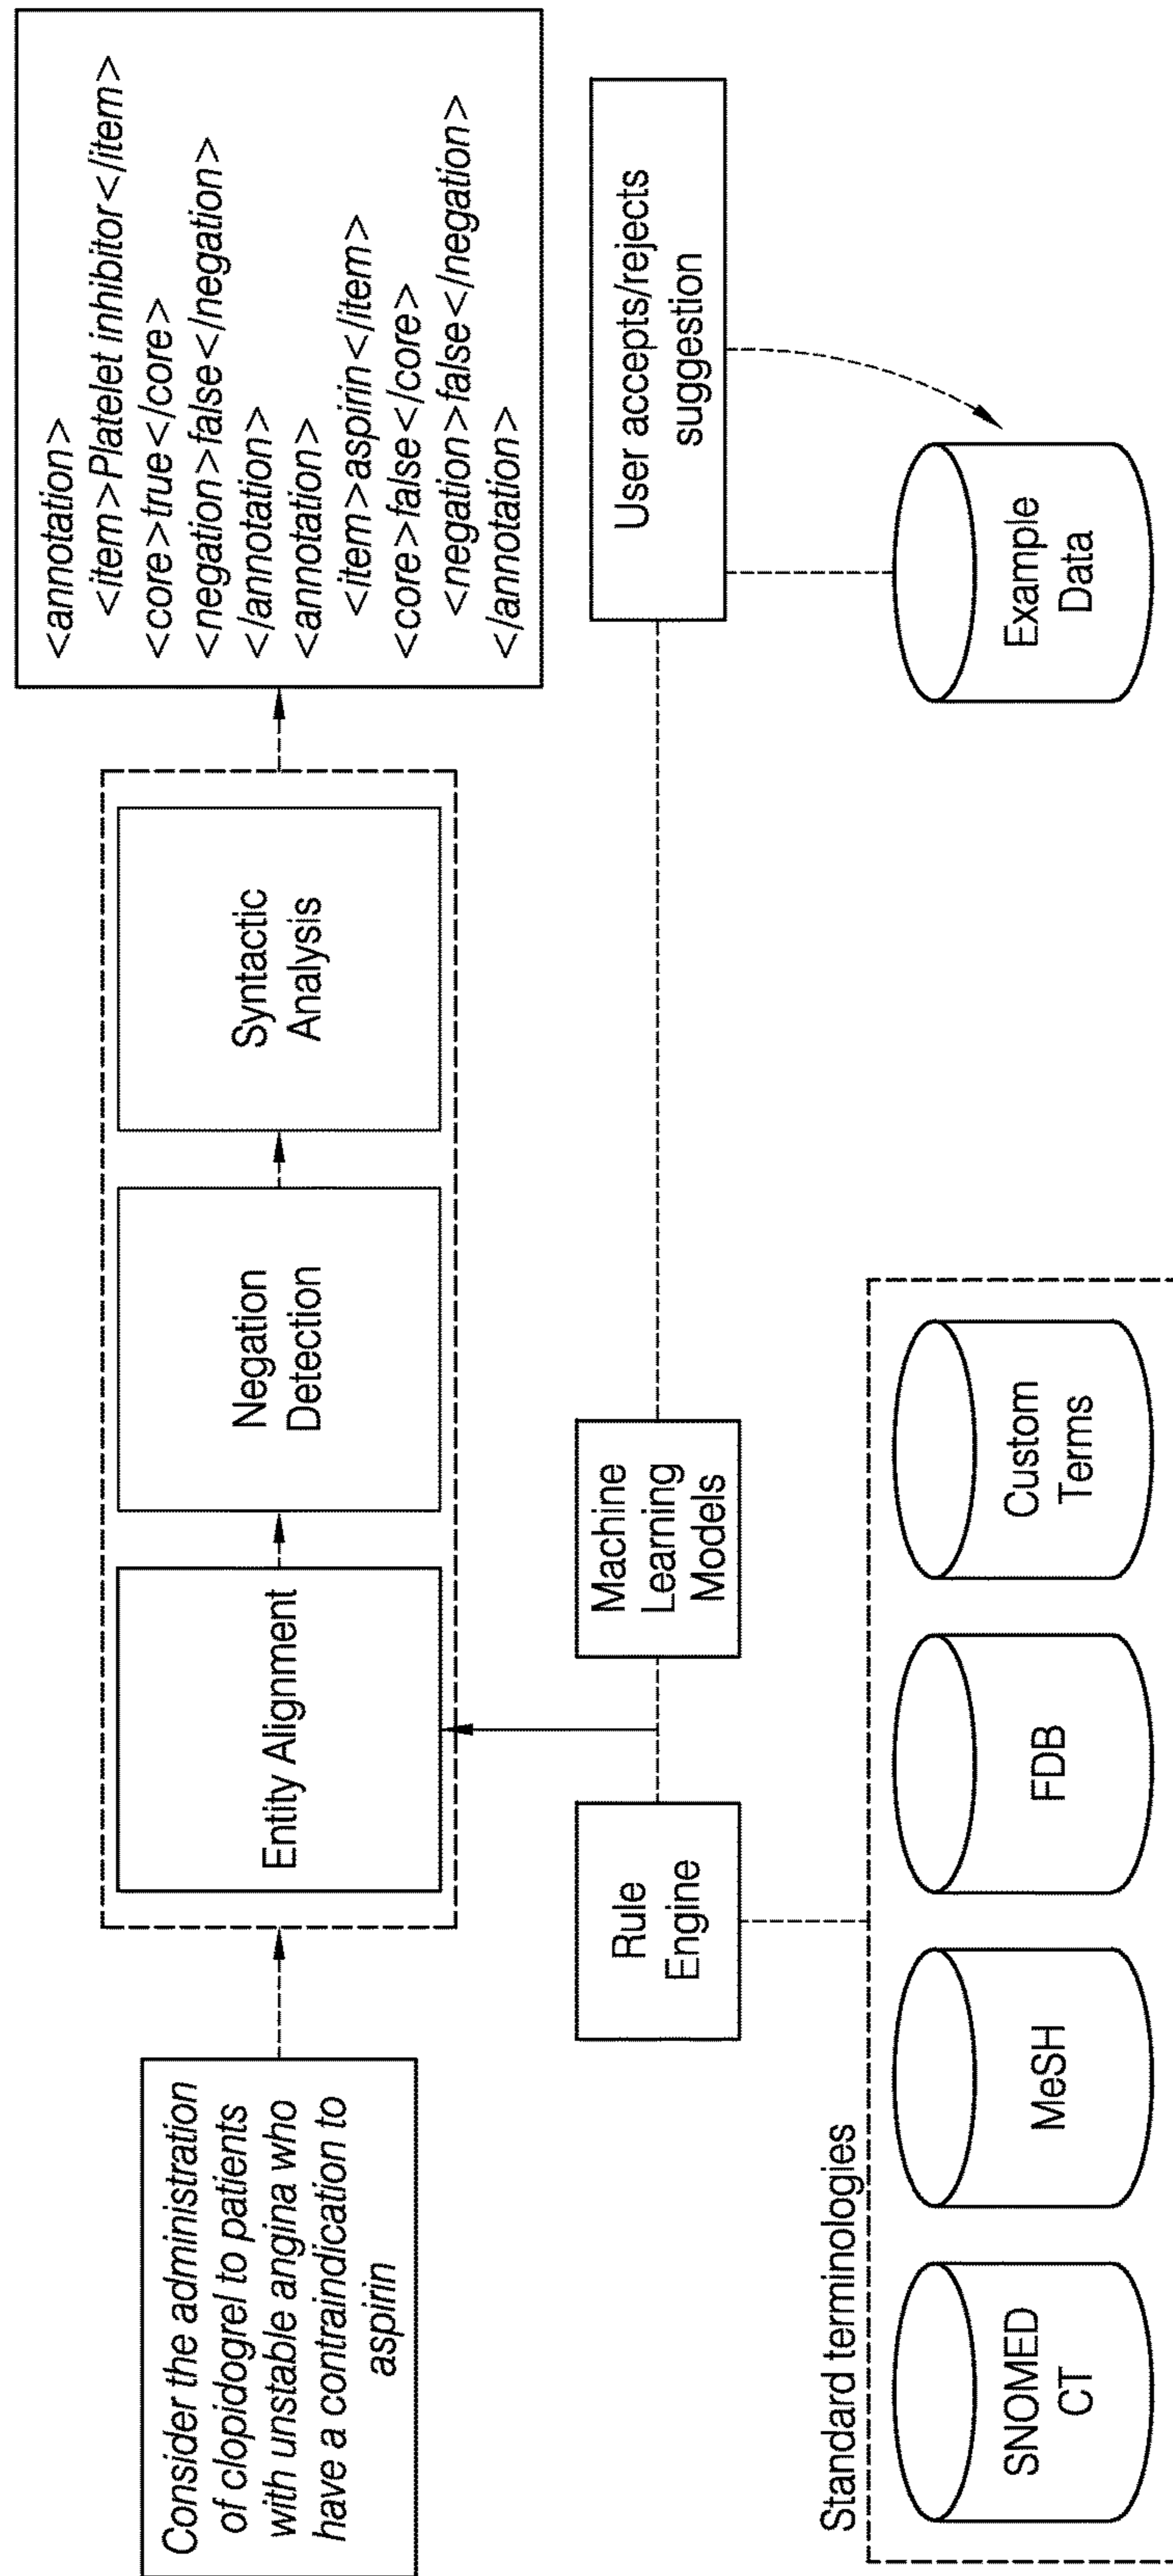 Consider the administration
of clopidogrel to patients
with unstable angina who
have a contraindication to
aspirin
Entity Alignment
Negation
Detection
Syntactic
Analysis
<annotation>
<item>Platelet inhibitor</item>
<core>true</core>
<negation>false</negation>
</annotation>
<annotation>
<item>aspirin</item>
<core>false</core>
<negation>false</negation>
</annotation>
Rule
Engine
Machine
Learning
Models
User accepts/rejects
suggestion
Standard terminologies
SNOMED
CT
MeSH
FDB
Custom
Terms
Example
Data